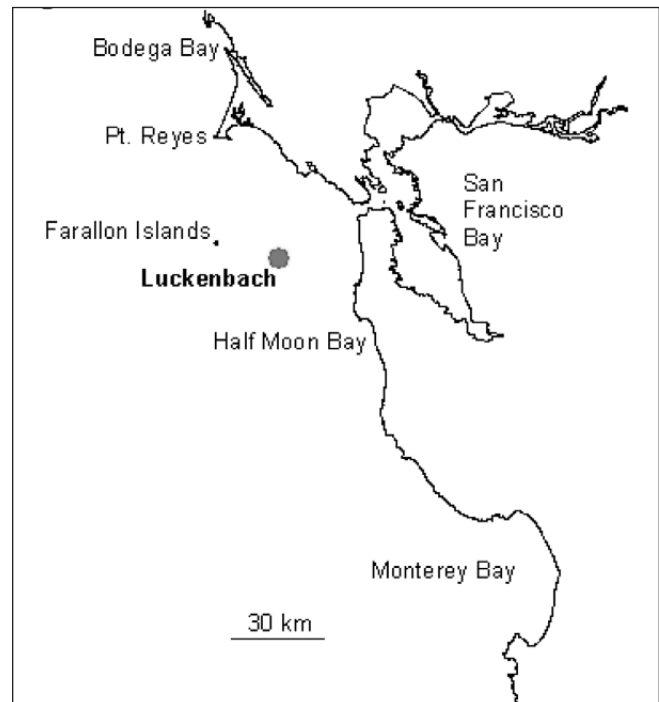 Bodega Bay
Pt. Reyes
San
Francisco
Bay
Farallon Islands
Luckenbach
Half Moon Bay
Monterey Bay
30 km